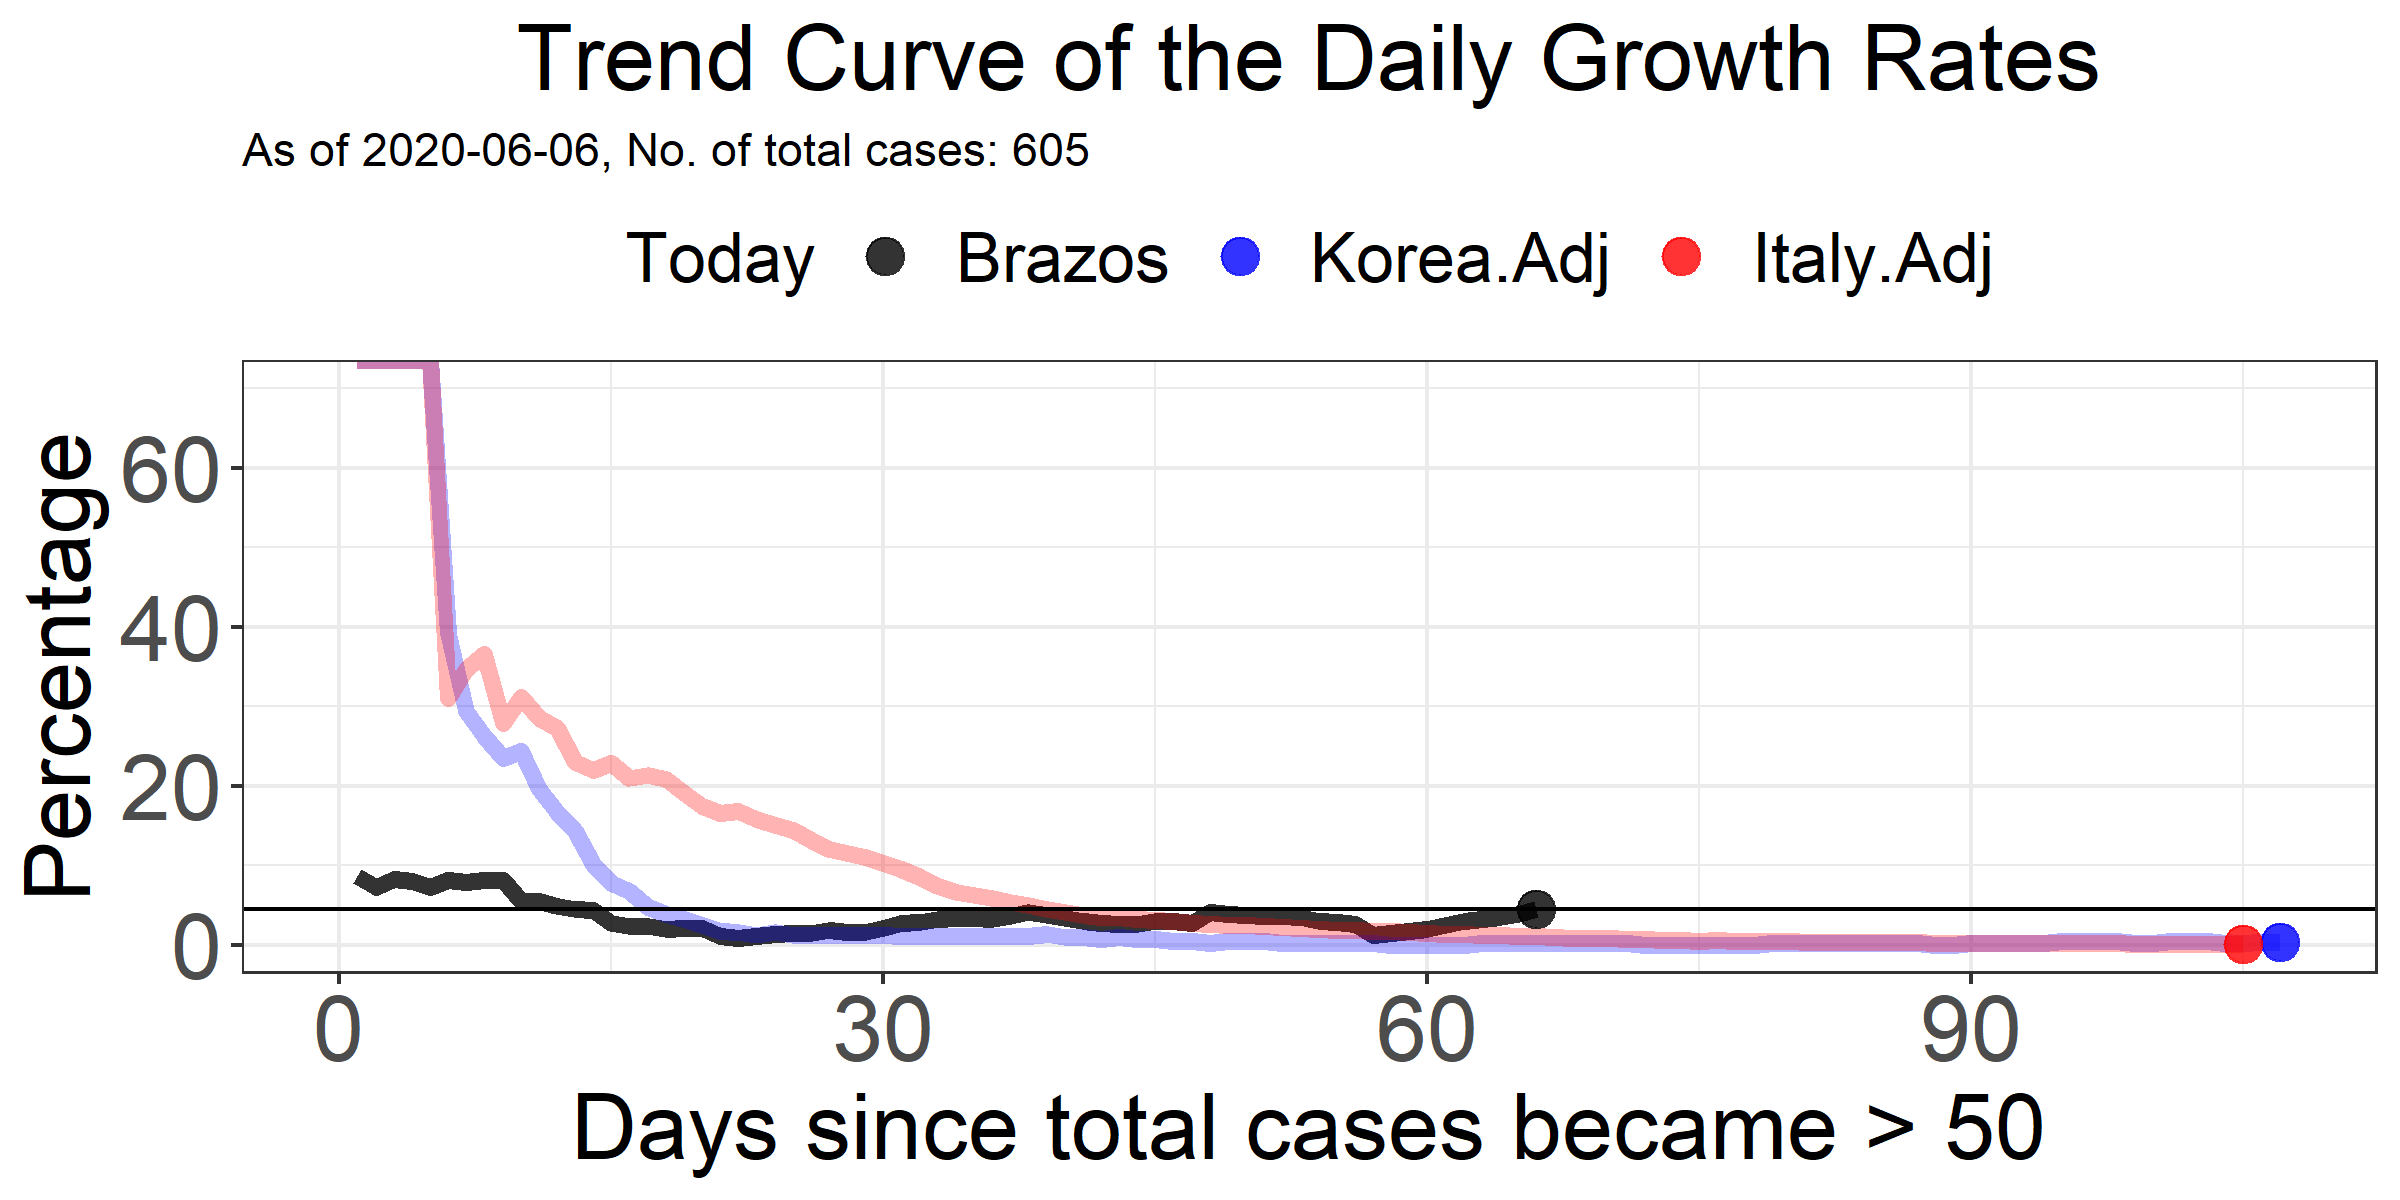 Trend Curve of the Daily Growth Rates
As of 2020-06-06, No. of total cases: 605
Today Brazos Korea.Adj Italy.Adj
Percentage
60
40
20
0
0 30 60 90
Days since total cases became > 50